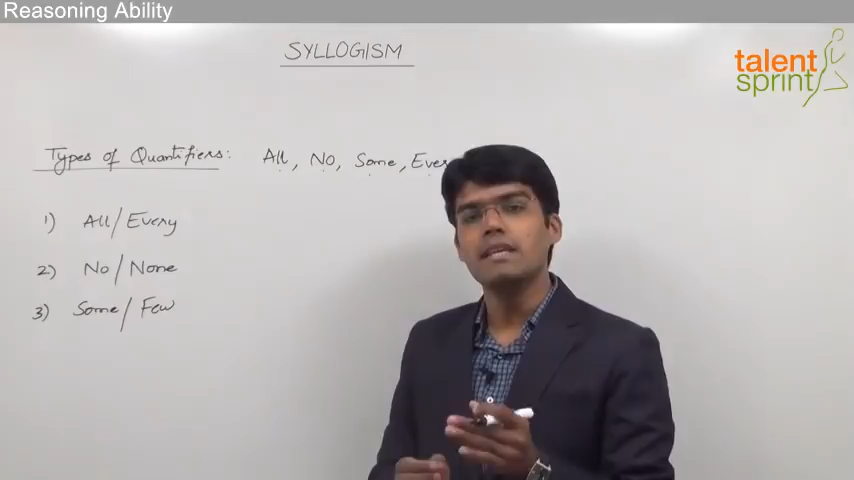 Reasoning Ability
SYLLOGISM
talent
sprint
Types of Quantifiers: All, No, Some,
1) All/Every
2) No/None
3) Some/Few